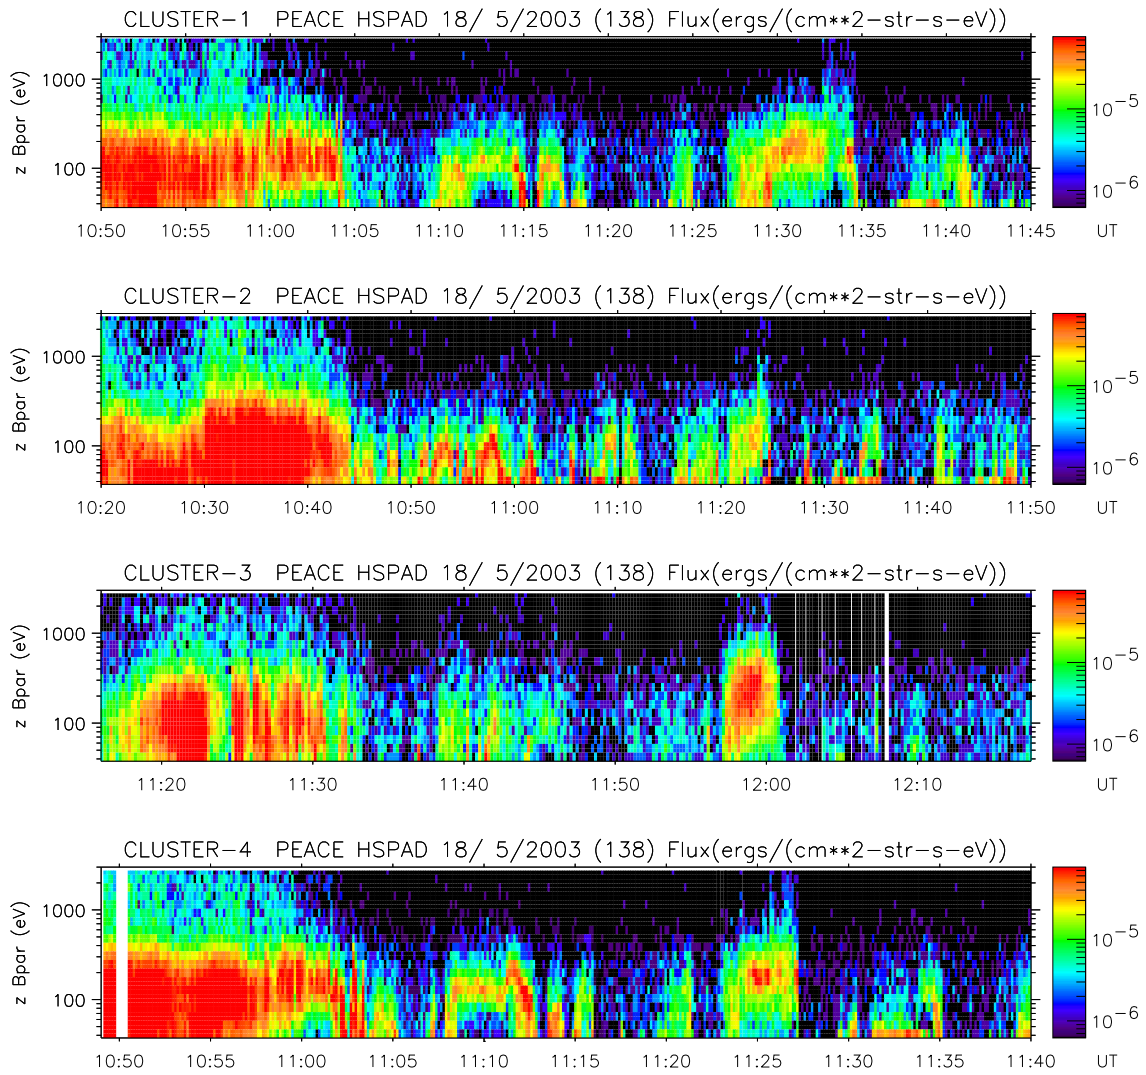 CLUSTER-1 PEACE HSPAD 18/ 5/2003 (138) Flux(ergs/(cm**2-str-s-eV))
z Bpar (eV)
1000
100
10-5
10-6
10:50 10:55 11:00 11:05 11:10 11:15 11:20 11:25 11:30 11:35 11:40 11:45 UT
CLUSTER-2 PEACE HSPAD 18/ 5/2003 (138) Flux(ergs/(cm**2-str-s-eV))
z Bpar (eV)
1000
100
10-5
10-6
10:20 10:30 10:40 10:50 11:00 11:10 11:20 11:30 11:40 11:50 UT
CLUSTER-3 PEACE HSPAD 18/ 5/2003 (138) Flux(ergs/(cm**2-str-s-eV))
z Bpar (eV)
1000
100
10-5
10-6
11:20 11:30 11:40 11:50 12:00 12:10 UT
CLUSTER-4 PEACE HSPAD 18/ 5/2003 (138) Flux(ergs/(cm**2-str-s-eV))
z Bpar (eV)
1000
100
10-5
10-6
10:50 10:55 11:00 11:05 11:10 11:15 11:20 11:25 11:30 11:35 11:40 UT